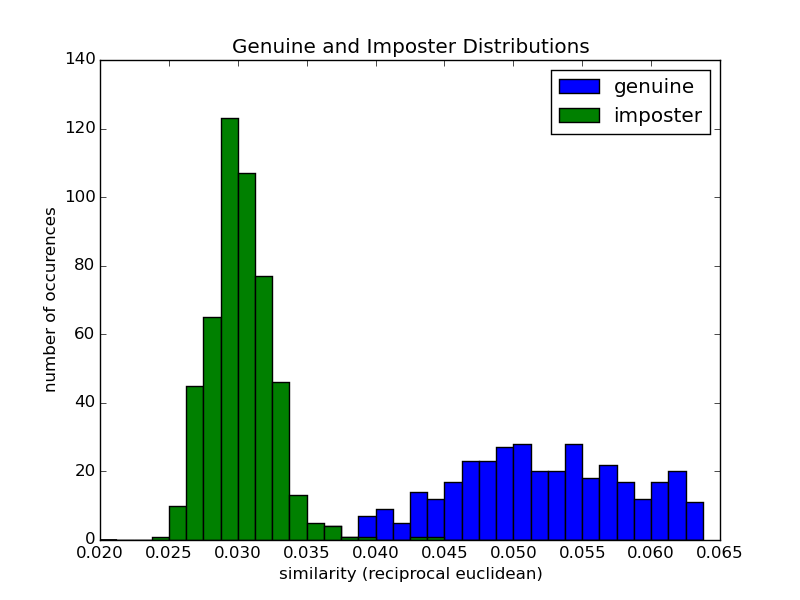 Genuine and Imposter Distributions
140
120
100
80
60
40
20
0
number of occurences
genuine
imposter
0.020 0.025 0.030 0.035 0.040 0.045 0.050 0.055 0.060 0.065
similarity (reciprocal euclidean)